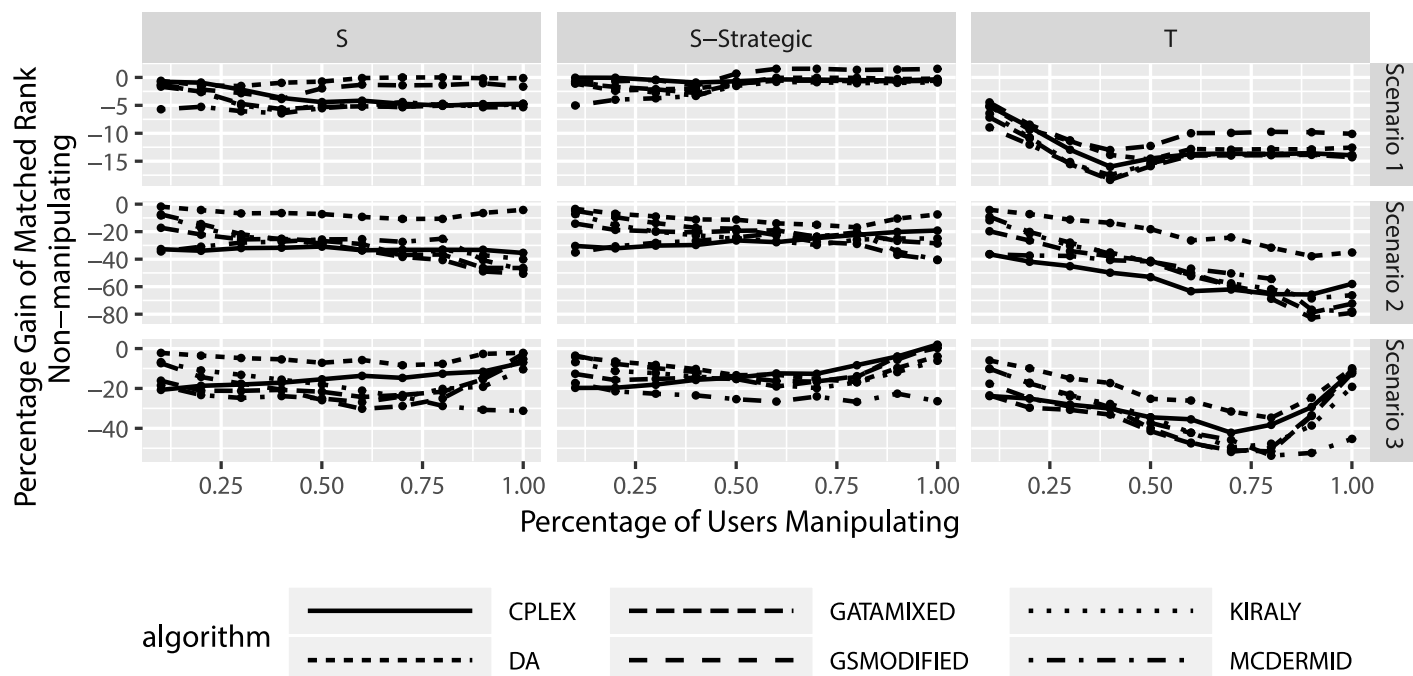 S
S−Strategic
T
Percentage Gain of Matched Rank
Non−manipulating
0
−5
−10
−15
Scenario 1
0
−20
−40
−60
−80
Scenario 2
0
−20
−40
Scenario 3
0.25 0.50 0.75 1.00
0.25 0.50 0.75 1.00
0.25 0.50 0.75 1.00
Percentage of Users Manipulating
algorithm
CPLEX
DA
GATAMIXED
GSMODIFIED
KIRALY
MCDERMID